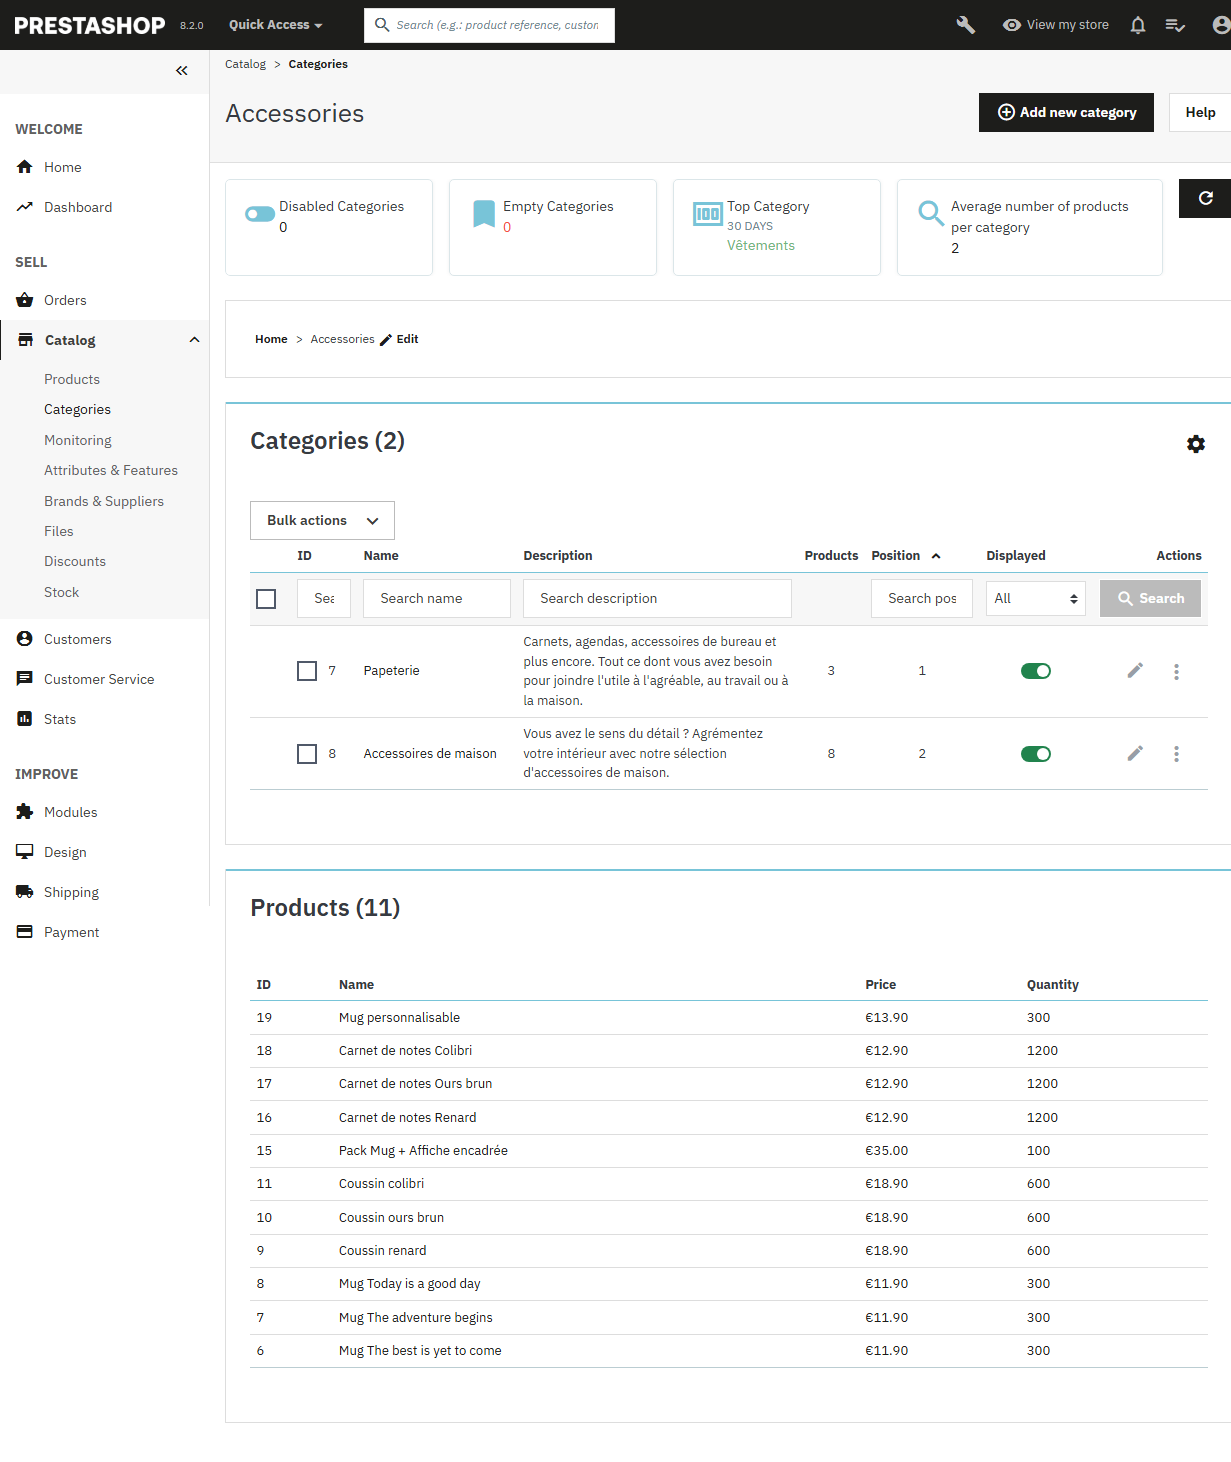 PRESTASHOP 8.2.0 Quick Access Search (e.g.: product reference, custon View my store
Catalog > Categories
Accessories
Add new category Help
WELCOME
Home
Dashboard
SELL
Orders
Catalog
Products
Categories
Monitoring
Attributes & Features
Brands & Suppliers
Files
Discounts
Stock
Customers
Customer Service
Stats
IMPROVE
Modules
Design
Shipping
Payment
Disabled Categories
0
Empty Categories
0
Top Category
30 DAYS
Vêtements
Average number of products
per category
2
Home > Accessories Edit
Categories (2)
Bulk actions
ID Name Description Products Position Displayed Actions
Sea Search name Search description Search pos All Search
7 Papeterie Carnets, agendas, accessoires de bureau et
plus encore. Tout ce dont vous avez besoin
pour joindre l'utile à l'agréable, au travail ou à
la maison. 3 1
8 Accessoires de maison Vous avez le sens du détail ? Agrémentez
votre intérieur avec notre sélection
d'accessoires de maison. 8 2
Products (11)
ID Name Price Quantity
19 Mug personnalisable €13.90 300
18 Carnet de notes Colibri €12.90 1200
17 Carnet de notes Ours brun €12.90 1200
16 Carnet de notes Renard €12.90 1200
15 Pack Mug + Affiche encadrée €35.00 100
11 Coussin colibri €18.90 600
10 Coussin ours brun €18.90 600
9 Coussin renard €18.90 600
8 Mug Today is a good day €11.90 300
7 Mug The adventure begins €11.90 300
6 Mug The best is yet to come €11.90 300